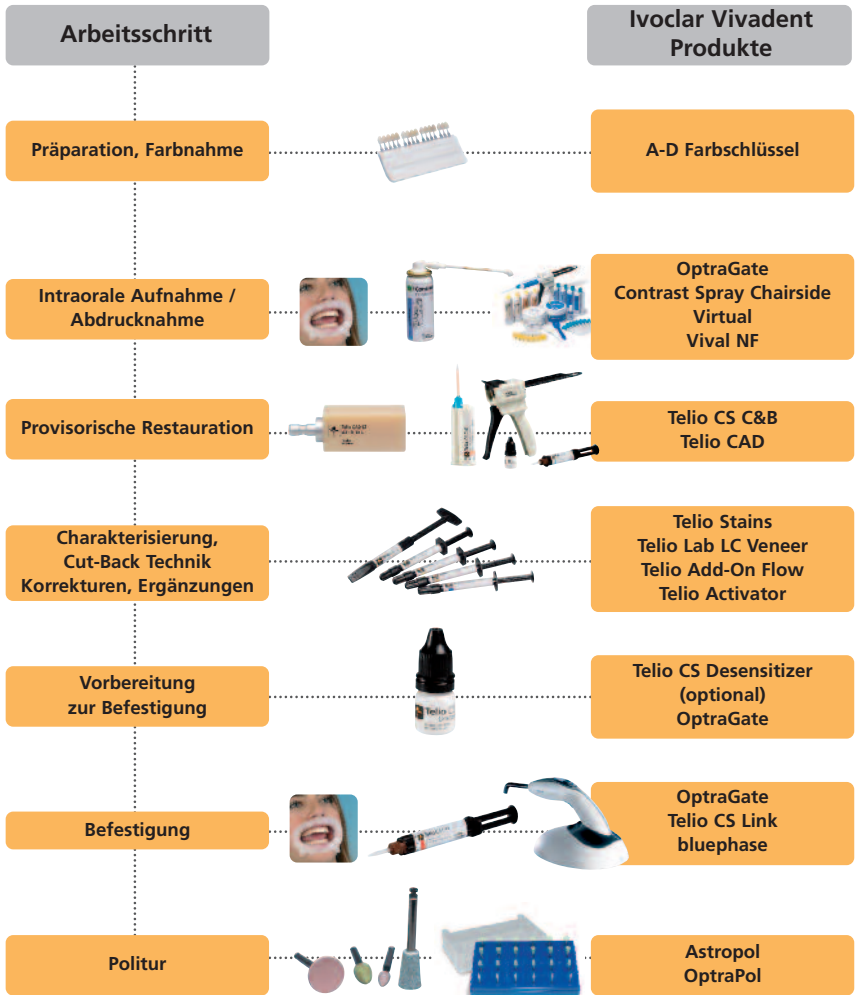 Arbeitsschritt
Ivoclar Vivadent
Produkte
Präparation, Farbnahme
A-D Farbschlüssel
Intraorale Aufnahme /
Abdrucknahme
OptraGate
Contrast Spray Chairside
Virtual
Vival NF
Provisorische Restauration
Telio CS C&B
Telio CAD
Charakterisierung,
Cut-Back Technik
Korrekturen, Ergänzungen
Telio Stains
Telio Lab LC Veneer
Telio Add-On Flow
Telio Activator
Vorbereitung
zur Befestigung
Telio
Telio CS Desensitizer
(optional)
OptraGate
Befestigung
OptraGate
Telio CS Link
bluephase
Politur
Astropol
OptraPol